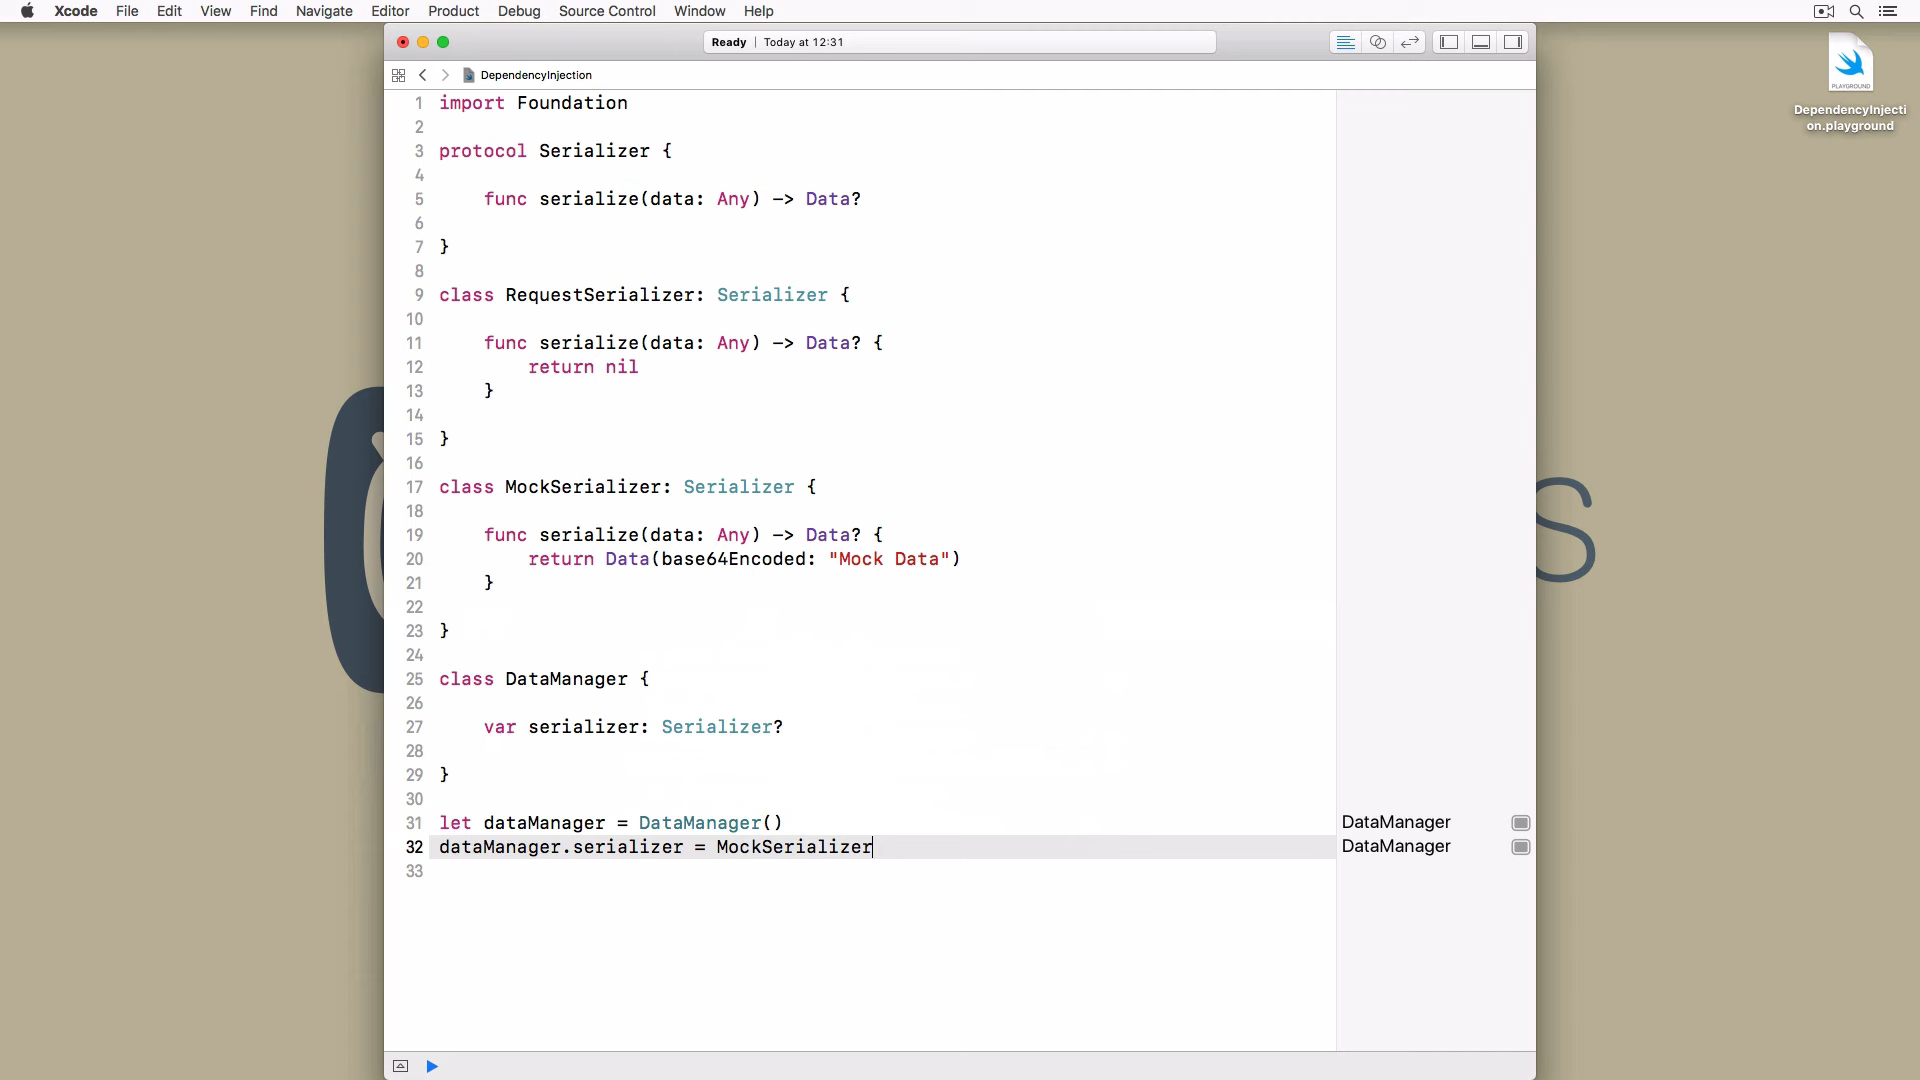 Xcode File Edit View Find Navigate Editor Product Debug Source Control Window Help
Ready | Today at 12:31
DependencyInjection
1 import Foundation
2
3 protocol Serializer {
4
5 func serialize(data: Any) -> Data?
6
7 }
8
9 class RequestSerializer: Serializer {
10
11 func serialize(data: Any) -> Data? {
12 return nil
13 }
14
15 }
16
17 class MockSerializer: Serializer {
18
19 func serialize(data: Any) -> Data? {
20 return Data(base64Encoded: "Mock Data")
21 }
22
23 }
24
25 class DataManager {
26
27 var serializer: Serializer?
28
29 }
30
31 let dataManager = DataManager()
32 dataManager.serializer = MockSerializer
33
DataManager
DataManager
PLAYGROUND
DependencyInjecti
on.playground
s